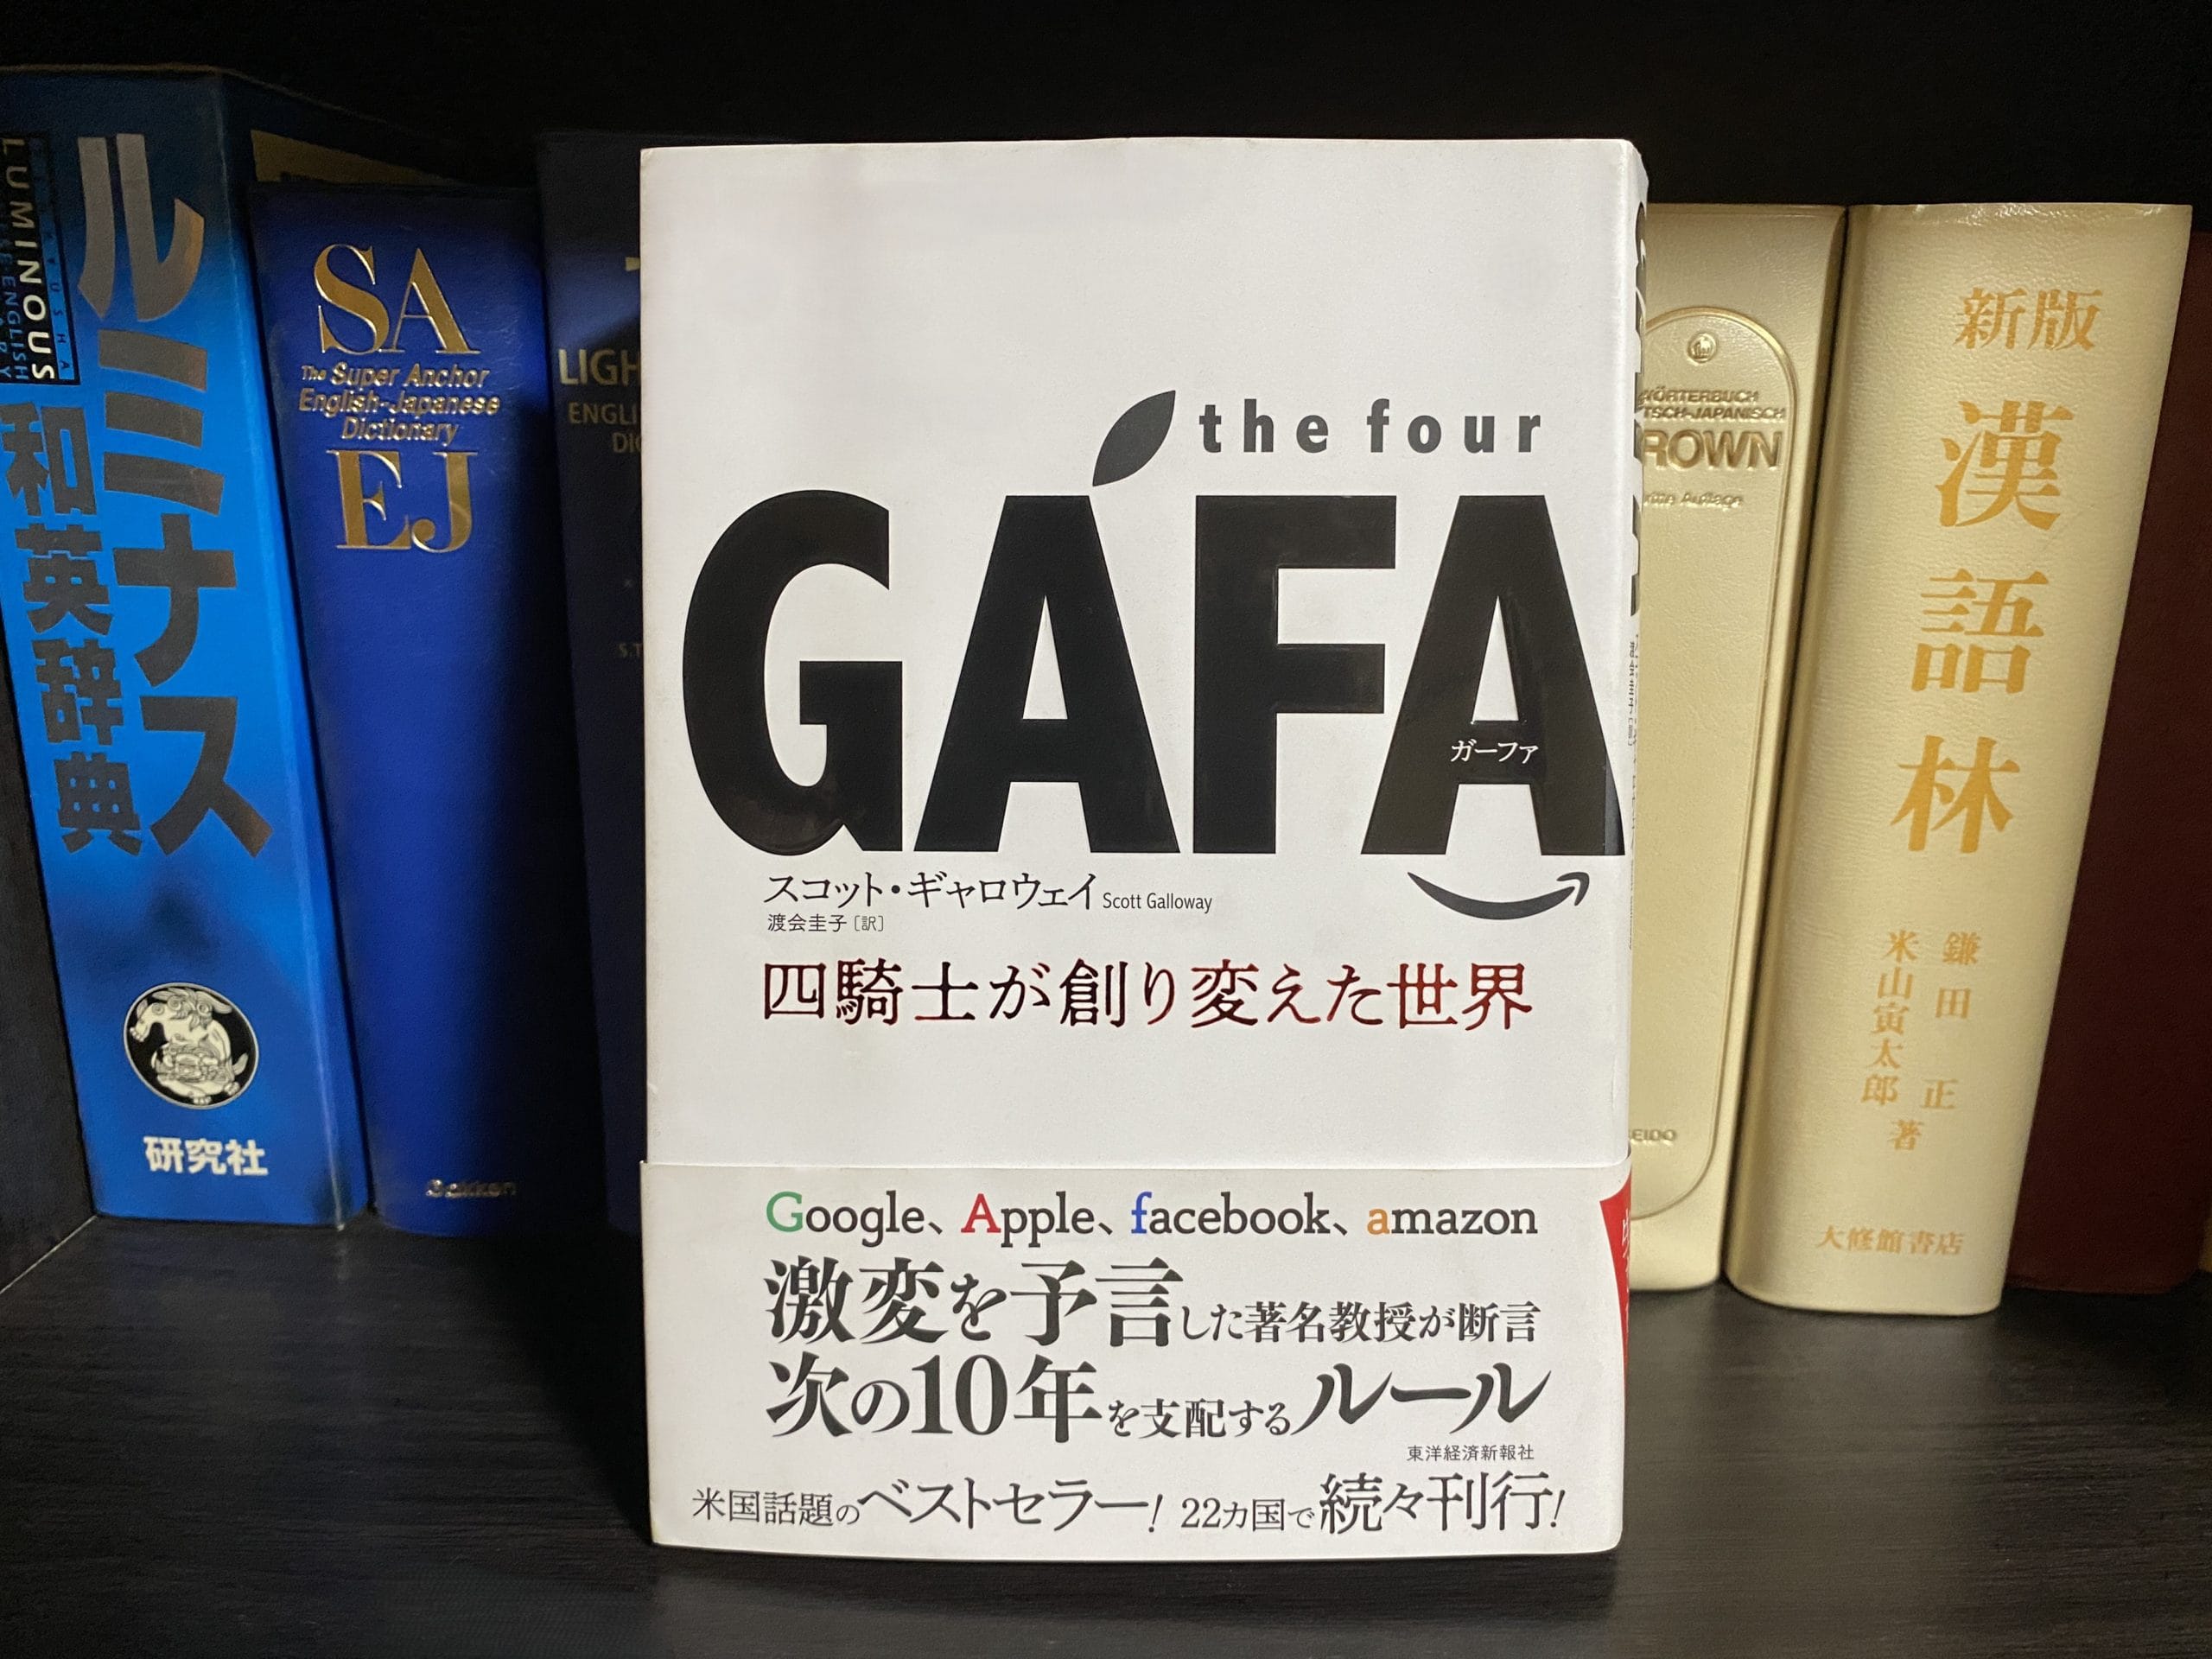 ルミナス
和英辞典
LUMINOUS
研究社
SA
The Super Anchor
English-Japanese
Dictionary
EJ
Gakken
the four
GAFA
ガーファ
スコット・ギャロウェイ Scott Galloway
渡会圭子［訳］
四騎士が創り変えた世界
Google、Apple、facebook、amazon
激変を予言した著名教授が断言
次の10年を支配するルール
東洋経済新報社
米国話題のベストセラー! 22カ国で続々刊行!
WÖRTERBUCH
新版
漢語林
鎌田 正
米山寅太郎
著
大修館書店